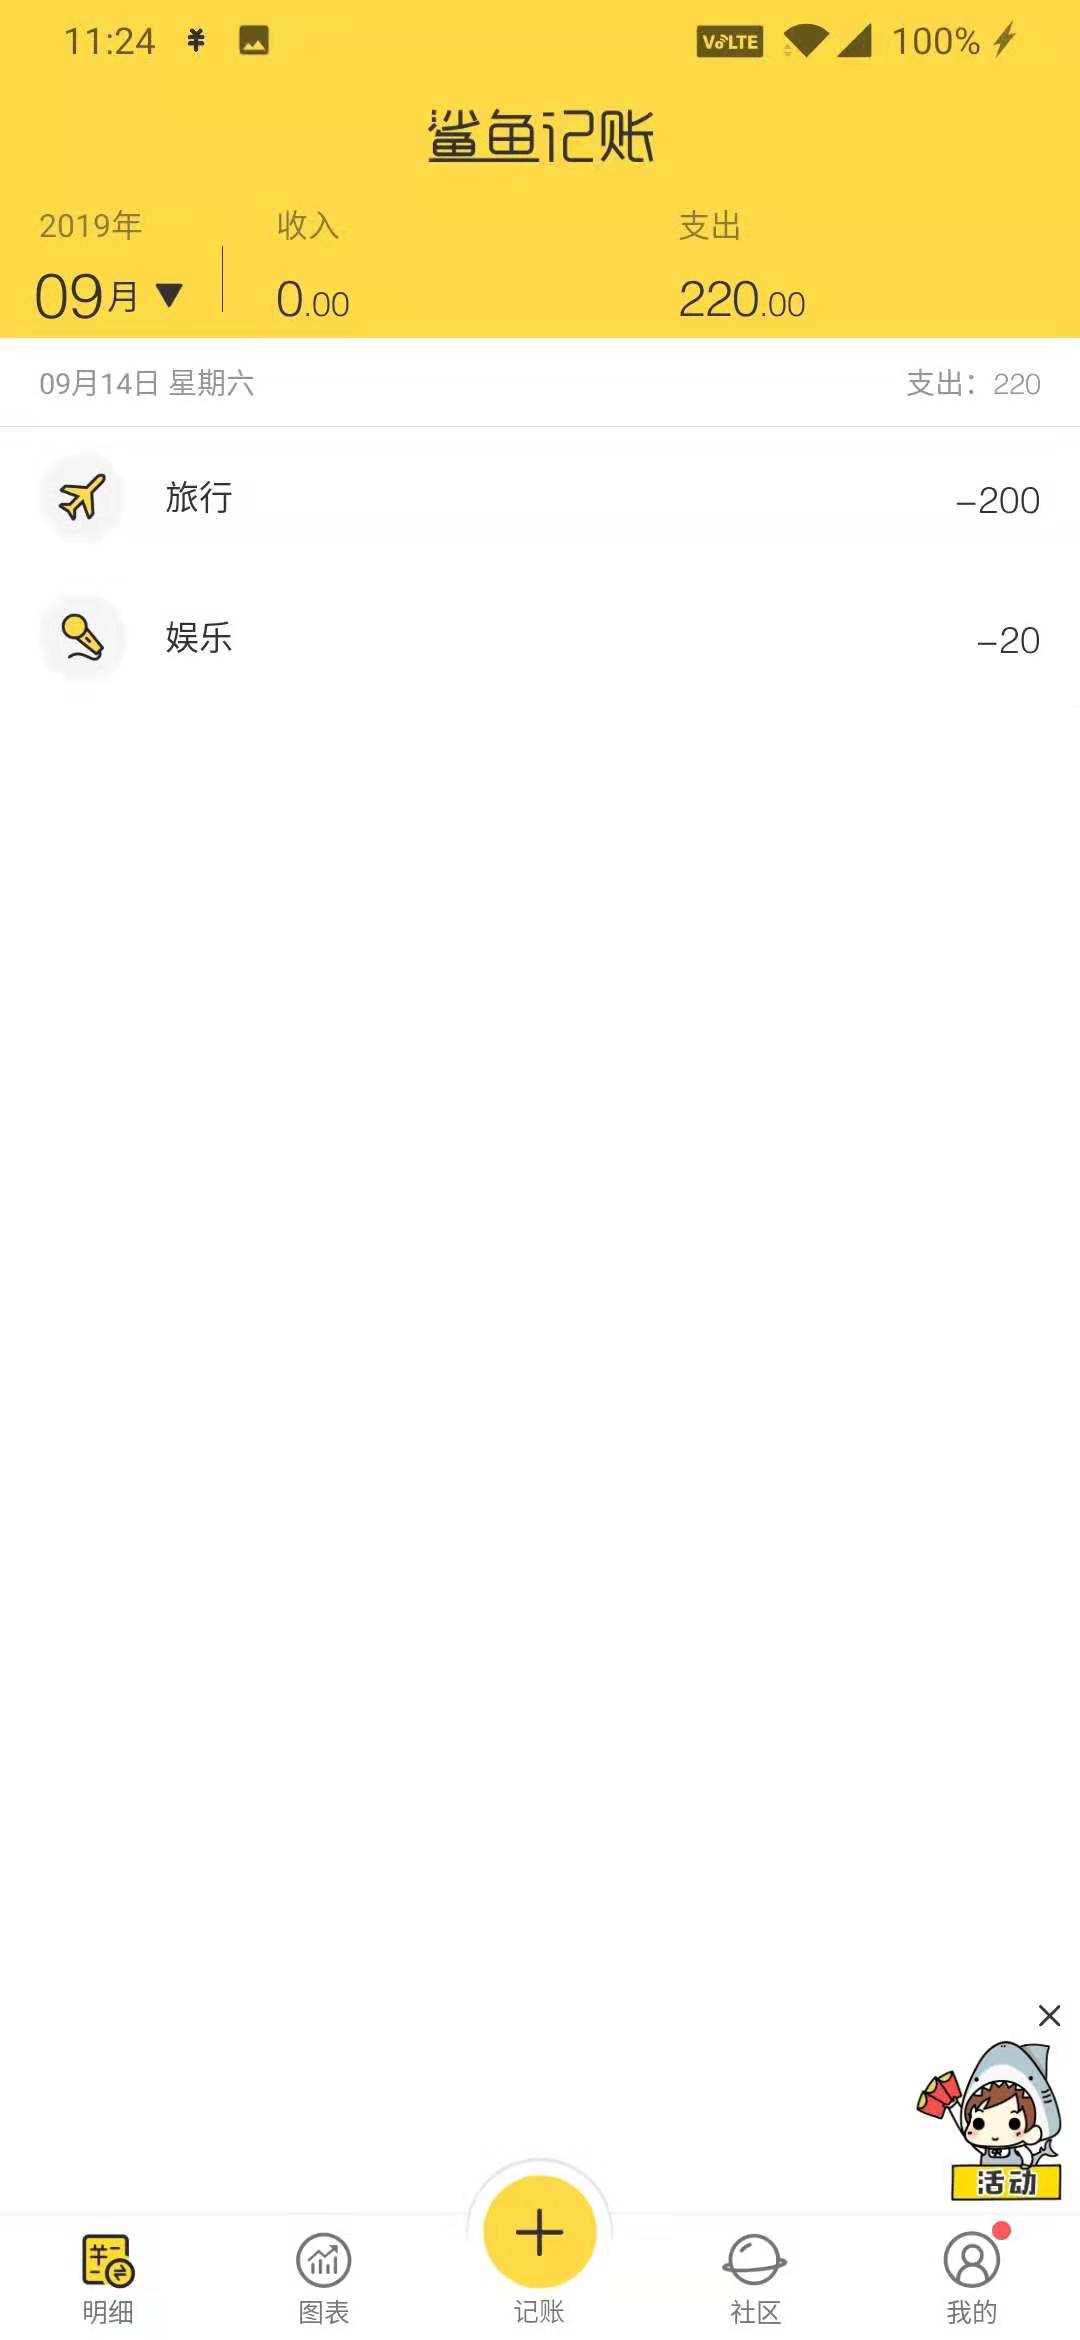 11:24 VoLTE 100%
鲨鱼记账
2019年 收入 支出
09月 0.00 220.00
09月14日 星期六 支出：220
旅行 -200
娱乐 -20
活动
明细 图表 记账 社区 我的